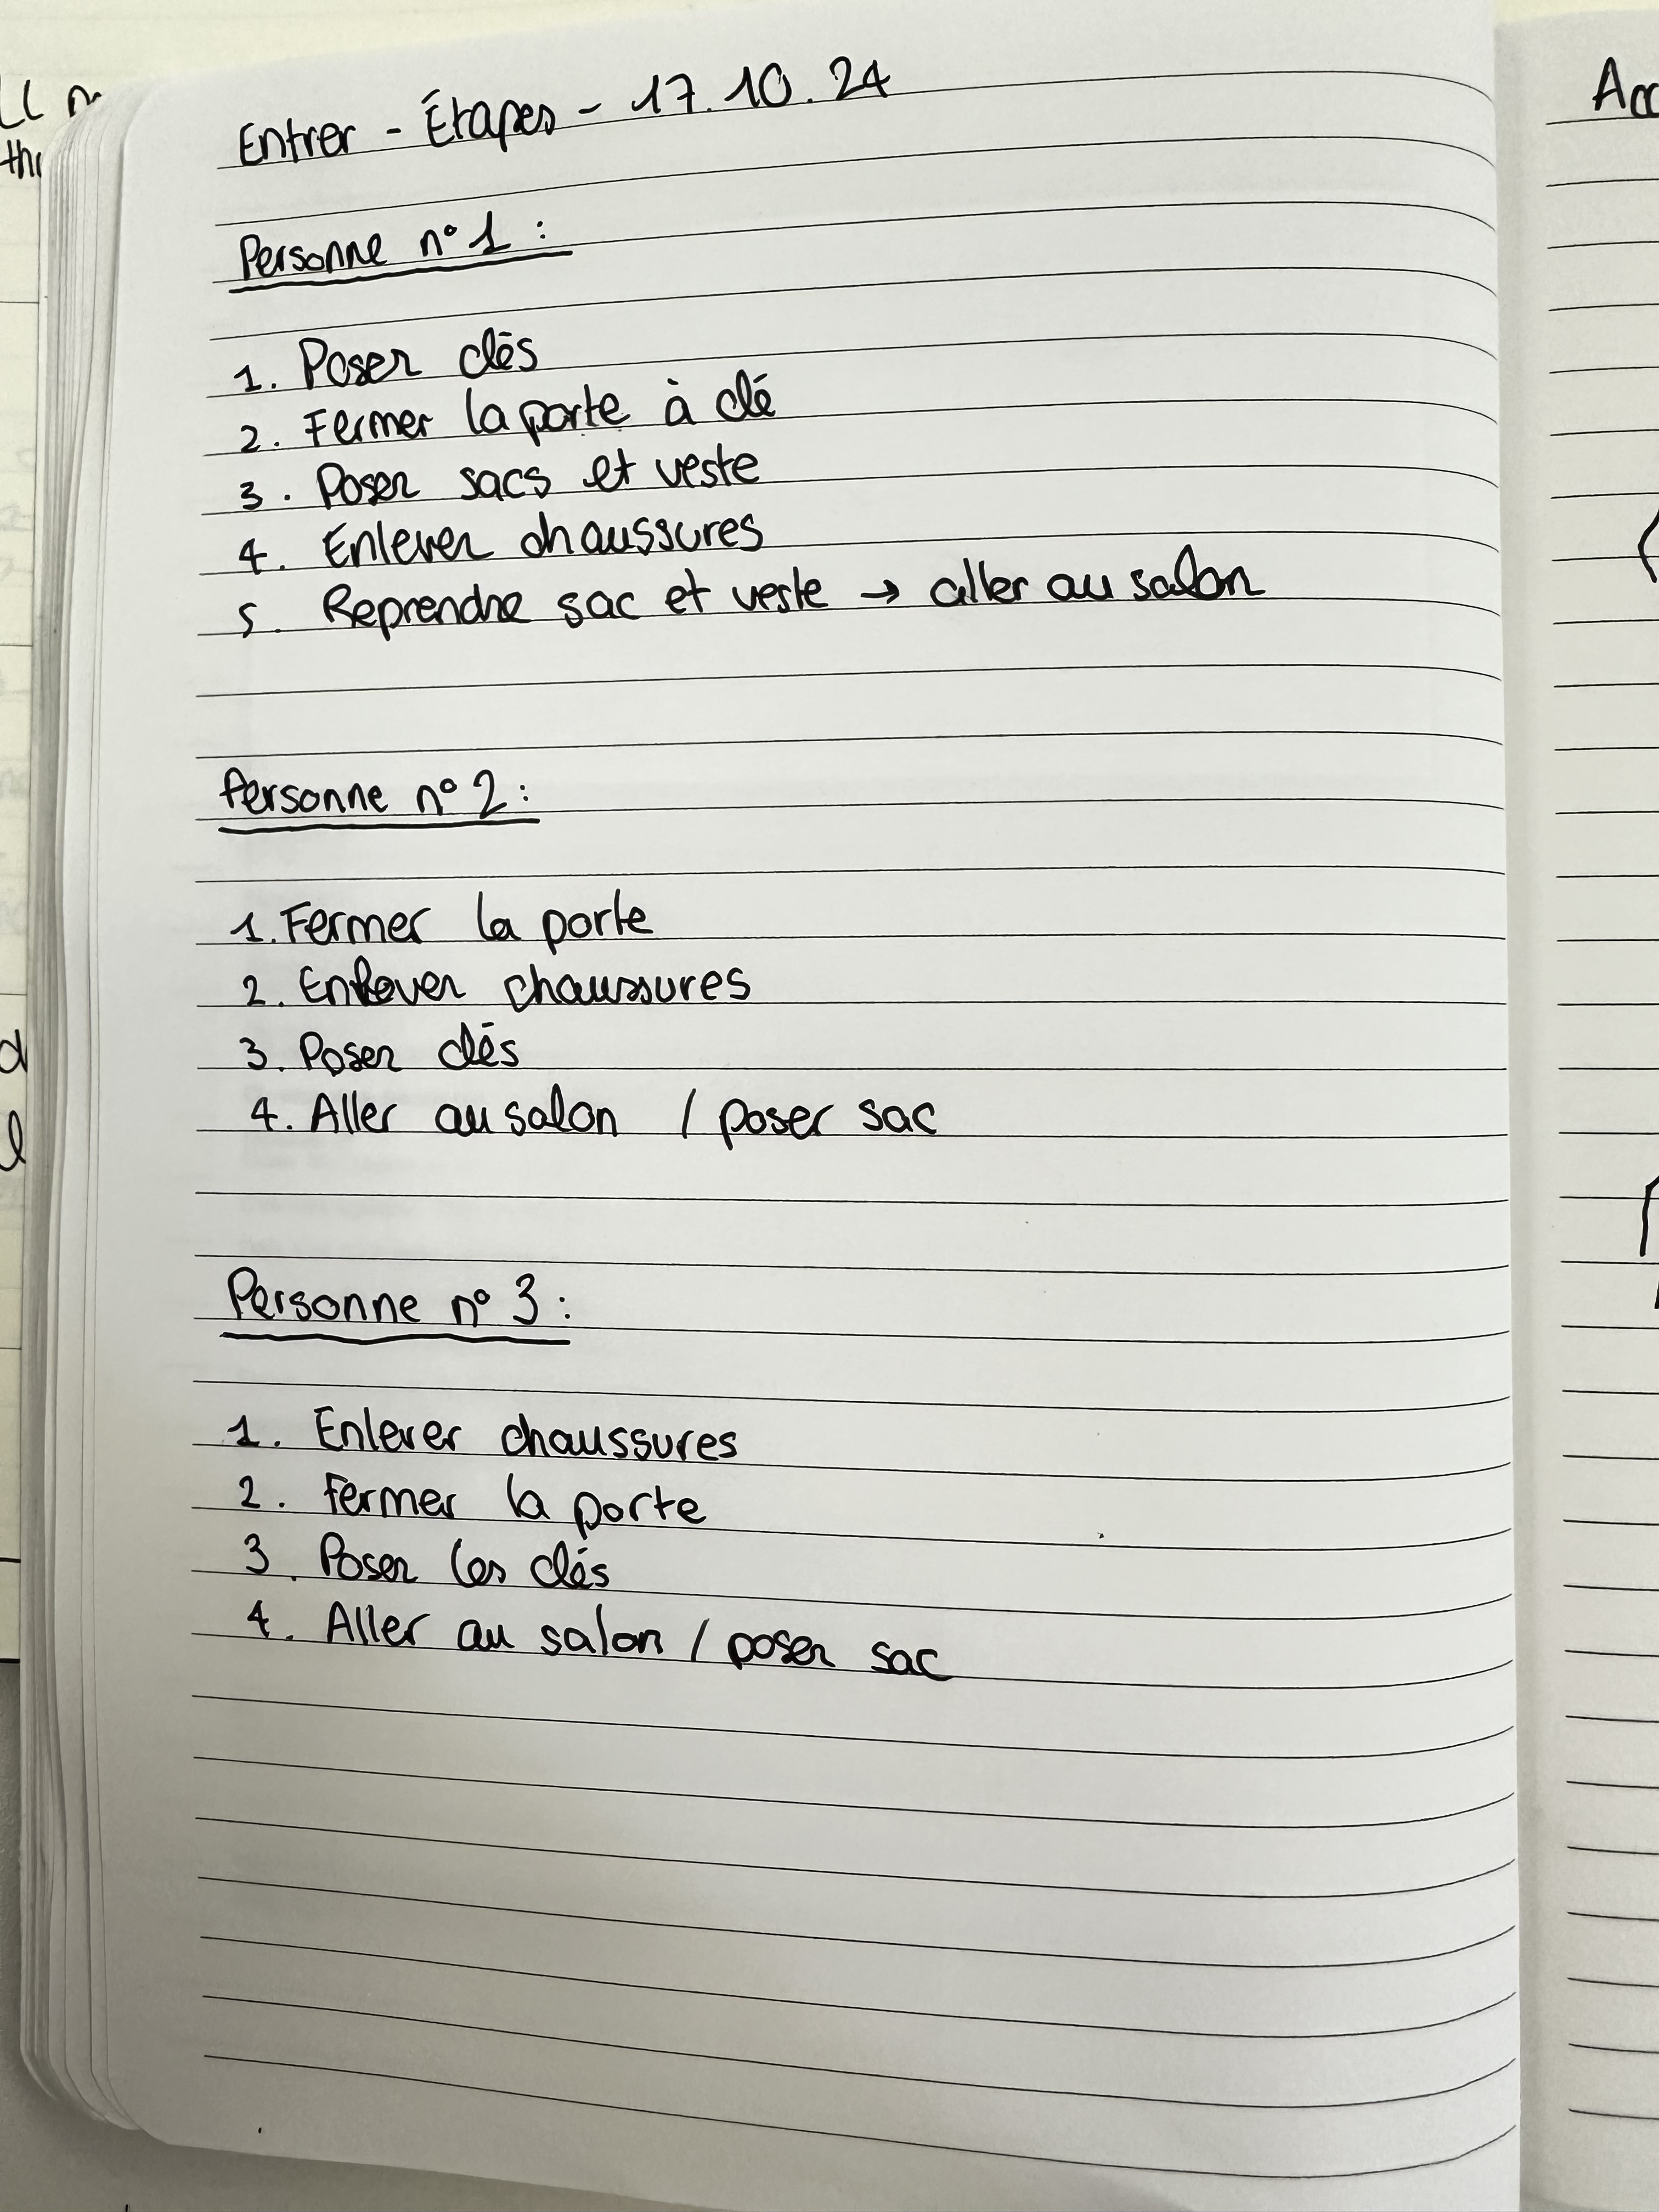 Entrer - Étapes - 17.10.24
Personne n° 1 :
1. Poser clés
2. Fermer la porte à clé
3. Poser sacs et veste
4. Enlever chaussures
5. Reprendre sac et veste → aller au salon
Personne n° 2 :
1. Fermer la porte
2. Enlever chaussures
3. Poser clés
4. Aller au salon / poser sac
Personne n° 3 :
1. Enlever chaussures
2. Fermer la porte
3. Poser les clés
4. Aller au salon / poser sac